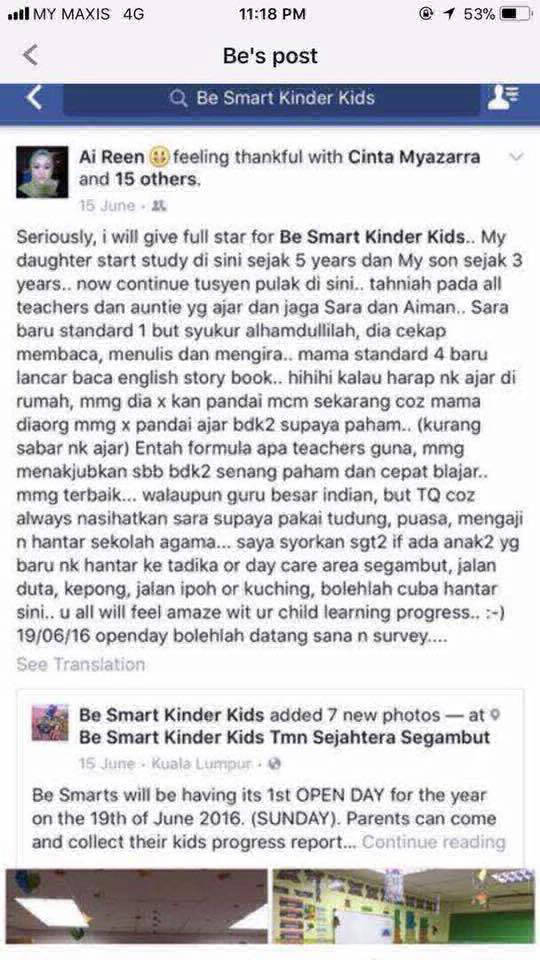 MY MAXIS 4G 11:18 PM 53%
Be's post
Be Smart Kinder Kids
Ai Reen feeling thankful with Cinta Myazarra
and 15 others.
15 June ·
Seriously, i will give full star for Be Smart Kinder Kids.. My
daughter start study di sini sejak 5 years dan My son sejak 3
years.. now continue tusyen pulak di sini.. tahniah pada all
teachers dan auntie yg ajar dan jaga Sara dan Aiman.. Sara
baru standard 1 but syukur alhamdullilah, dia cekap
membaca, menulis dan mengira.. mama standard 4 baru
lancar baca english story book.. hihihi kalau harap nk ajar di
rumah, mmg dia x kan pandai mcm sekarang coz mama
diaorg mmg x pandai ajar bdk2 supaya paham.. (kurang
sabar nk ajar) Entah formula apa teachers guna, mmg
menakjubkan sbb bdk2 senang paham dan cepat blajar..
mmg terbaik... walaupun guru besar indian, but TQ coz
always nasihatkan sara supaya pakai tudung, puasa, mengaji
n hantar sekolah agama... saya syorkan sgt2 if ada anak2 yg
baru nk hantar ke tadika or day care area segambut, jalan
duta, kepong, jalan ipoh or kuching, bolehlah cuba hantar
sini.. u all will feel amaze wit ur child learning progress.. :-)
19/06/16 openday bolehlah datang sana n survey....
See Translation
Be Smart Kinder Kids added 7 new photos — at
Be Smart Kinder Kids Tmn Sejahtera Segambut
15 June · Kuala Lumpur ·
Be Smarts will be having its 1st OPEN DAY for the year
on the 19th of June 2016. (SUNDAY). Parents can come
and collect their kids progress report... Continue reading